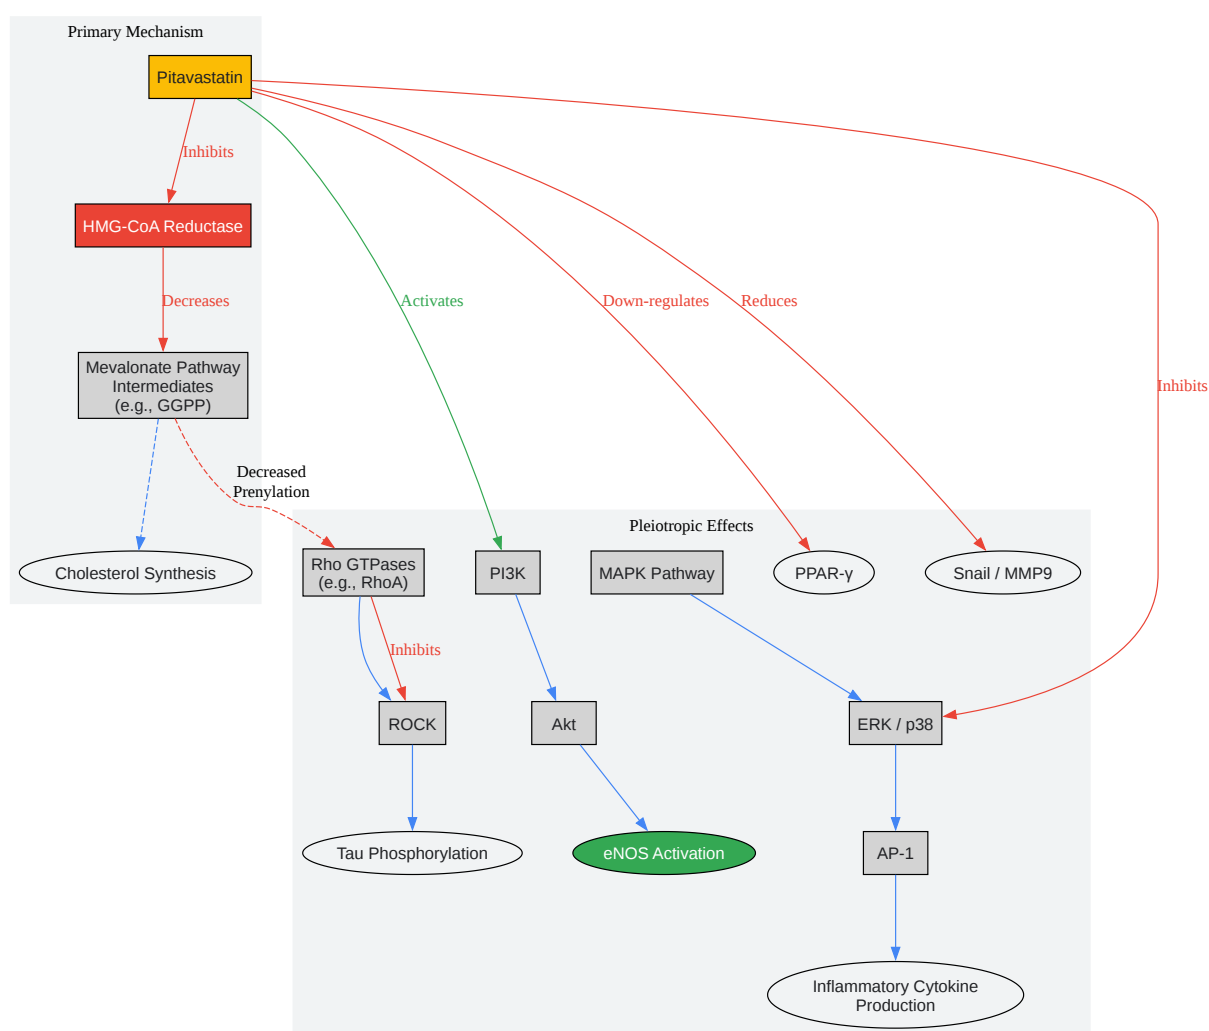 Primary Mechanism
Pitavastatin
Inhibits
HMG-CoA Reductase
Decreases
Activates
Down-regulates
Reduces
Inhibits
Mevalonate Pathway
Intermediates
(e.g., GGPP)
Decreased
Prenylation
Cholesterol Synthesis
Pleiotropic Effects
Rho GTPases
(e.g., RhoA)
PI3K
MAPK Pathway
PPAR-γ
Snail / MMP9
Inhibits
ROCK
Akt
ERK / p38
Tau Phosphorylation
eNOS Activation
AP-1
Inflammatory Cytokine
Production